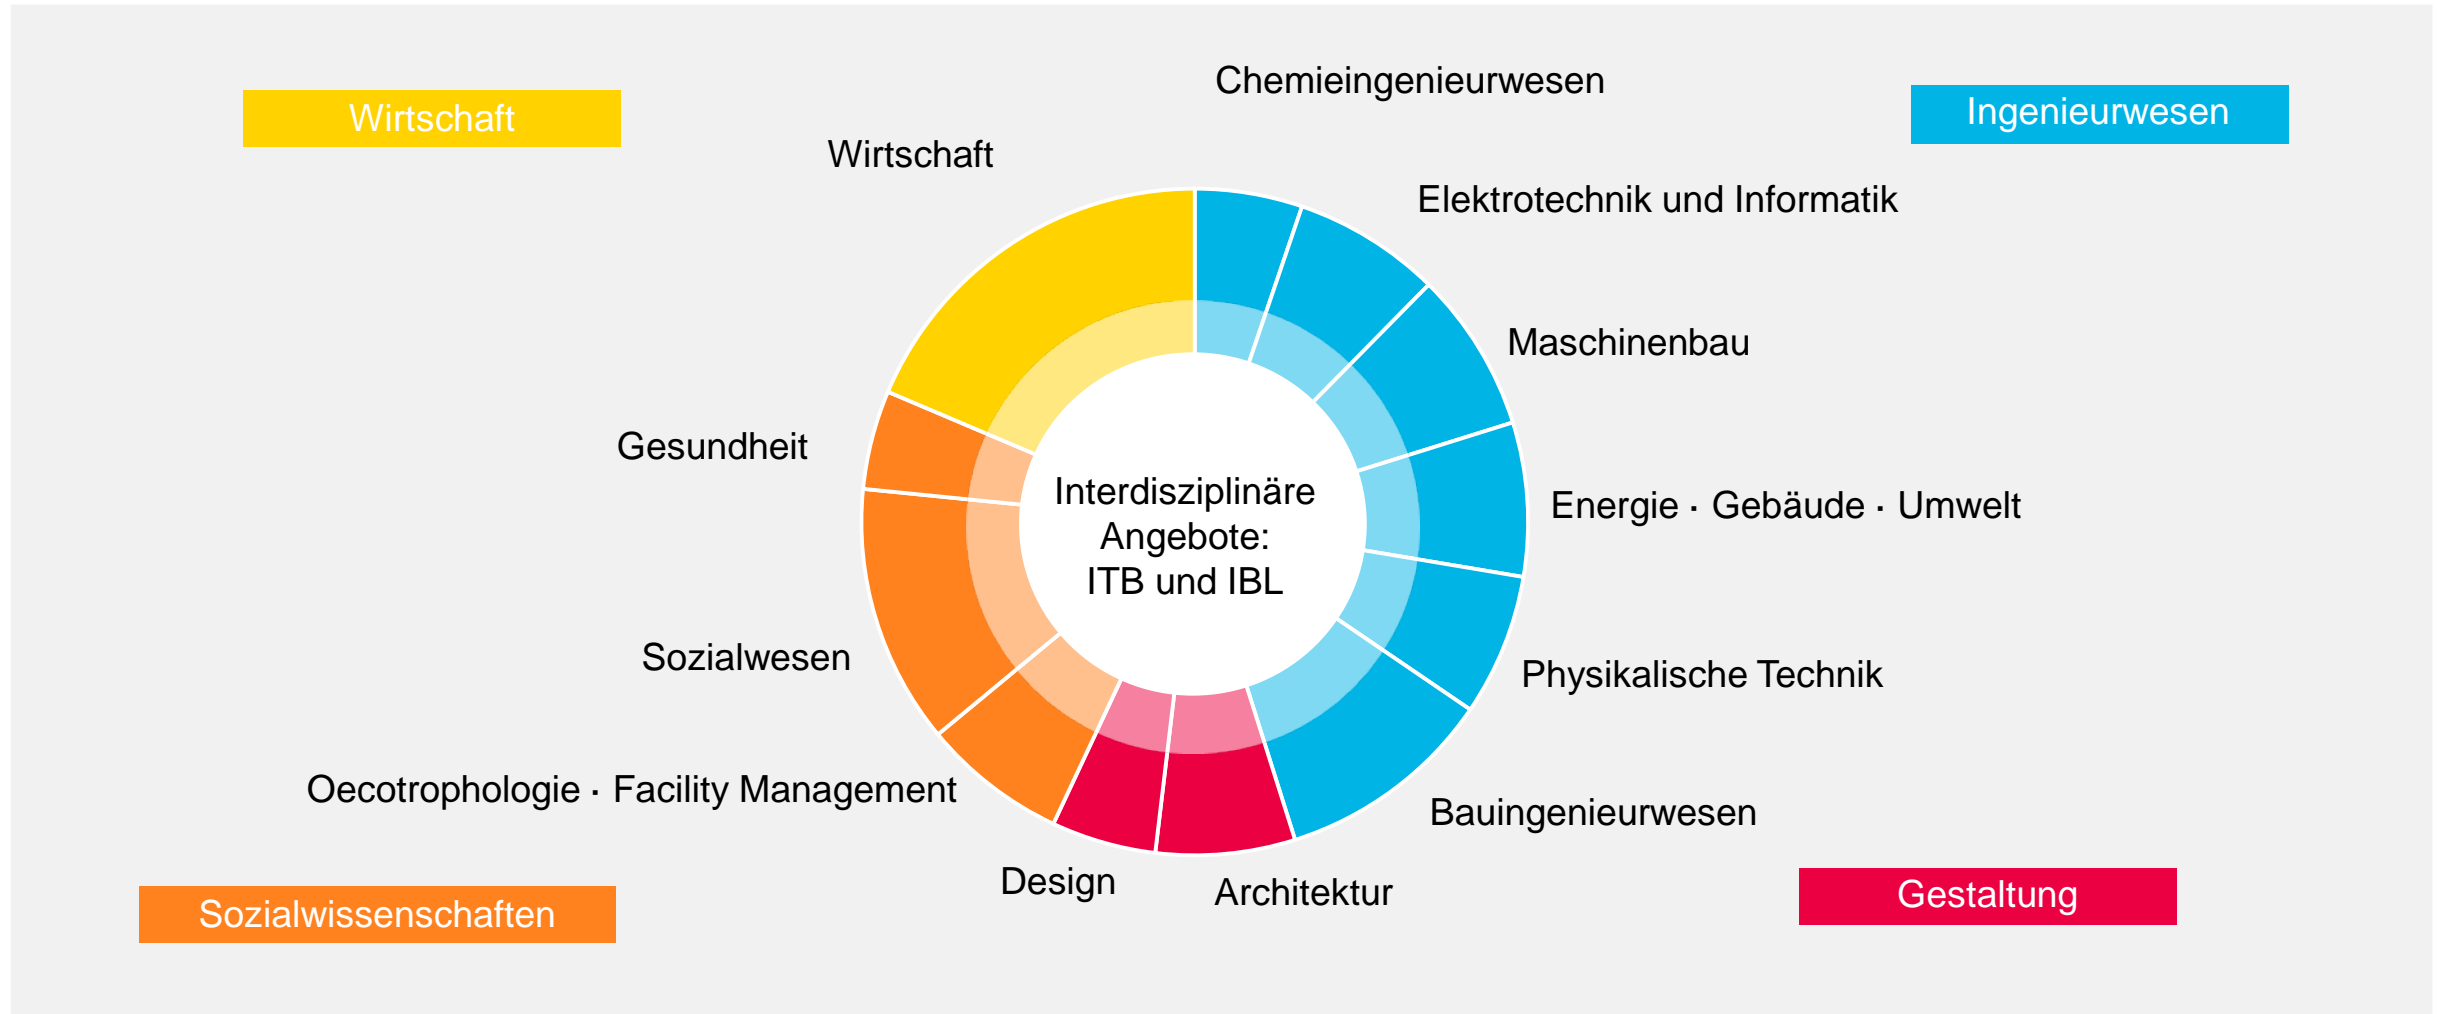 Chemieingenieurwesen
Wirtschaft
Ingenieurwesen
Wirtschaft
Elektrotechnik und Informatik
Maschinenbau
Gesundheit
Interdisziplinäre
Angebote:
ITB und IBL
Energie · Gebäude · Umwelt
Sozialwesen
Physikalische Technik
Oecotrophologie · Facility Management
Bauingenieurwesen
Design
Architektur
Gestaltung
Sozialwissenschaften